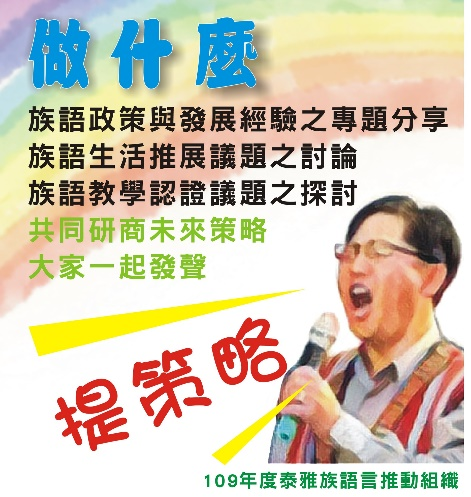 做什麼
族語政策與發展經驗之專題分享
族語生活推展議題之討論
族語教學認證議題之探討
共同研商未來策略
大家一起發聲
提策略
109年度泰雅族語言推動組織